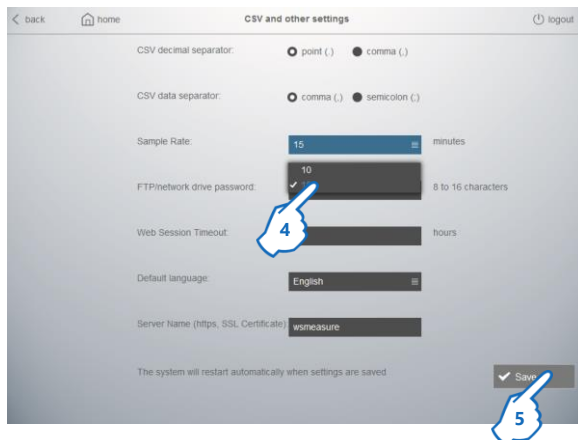 back home CSV and other settings logout
CSV decimal separator: point (.) comma (,)
CSV data separator: comma (,) semicolon (;)
Sample Rate: 15 minutes
10
FTP/network drive password: 8 to 16 characters
4
Web Session Timeout: hours
Default language: English
Server Name (https, SSL Certificate): wsmeasure
The system will restart automatically when settings are saved
Save
5